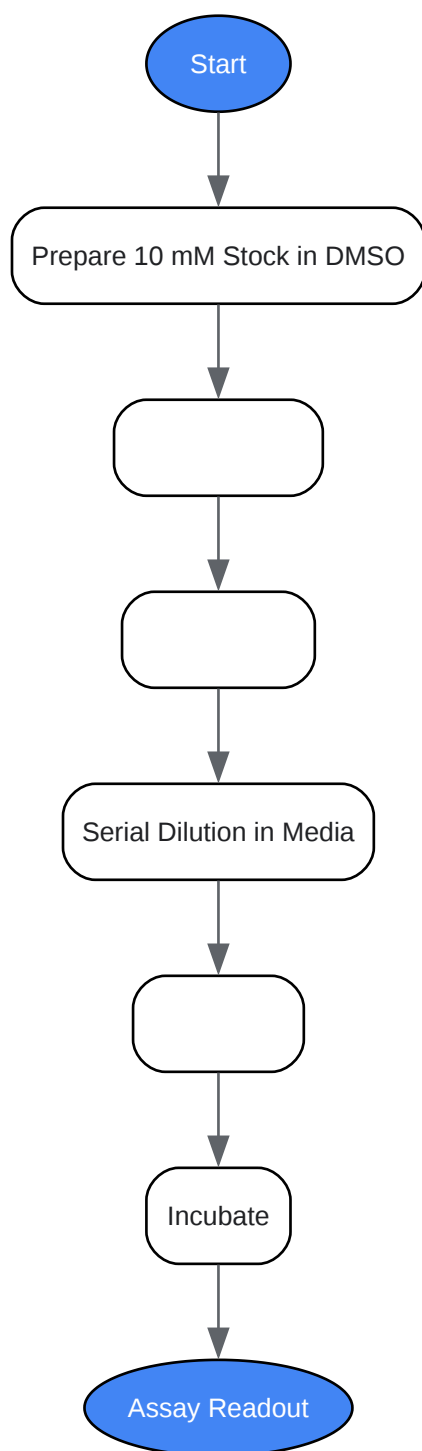 Start
Prepare 10 mM Stock in DMSO
Serial Dilution in Media
Incubate
Assay Readout